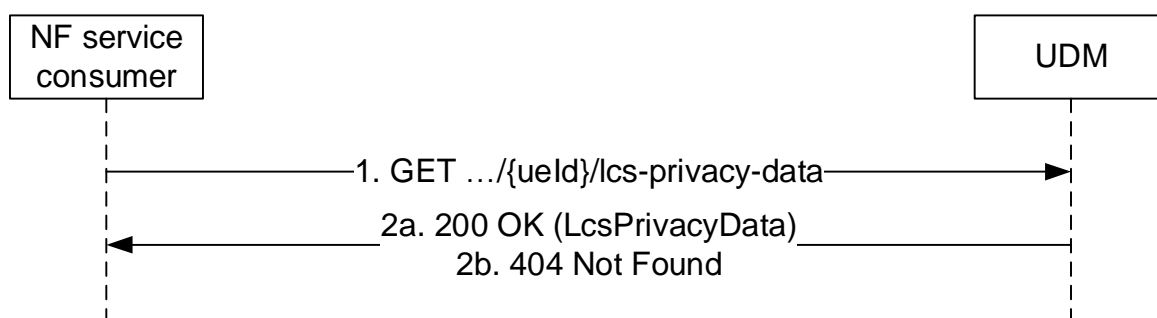 NF service
consumer
UDM
1. GET …/{ueId}/lcs-privacy-data
2a. 200 OK (LcsPrivacyData)
2b. 404 Not Found